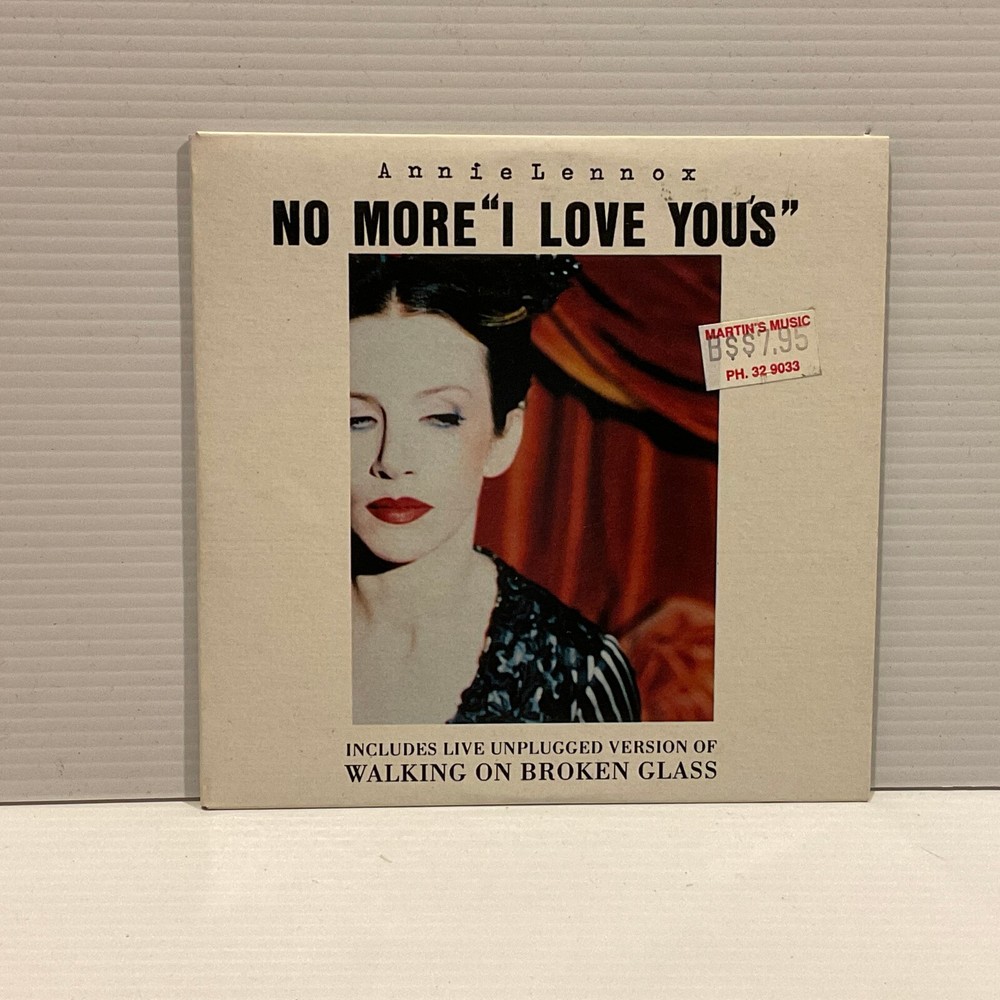 AnnieLennox
NO MORE “I LOVE YOU'S”
MARTIN'S MUSIC
B$$7.95
PH. 32 9033
INCLUDES LIVE UNPLUGGED VERSION OF
WALKING ON BROKEN GLASS